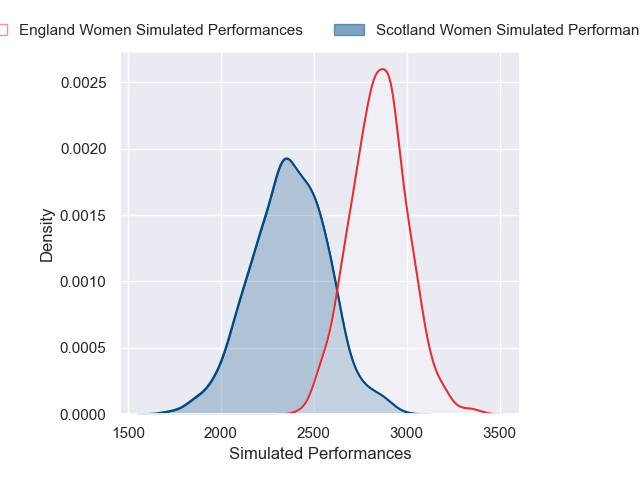 England Women Simulated Performances Scotland Women Simulated Performan
0.0025
0.0020
0.0015
0.0010
0.0005
0.0000
Density
1500 2000 2500 3000 3500
Simulated Performances